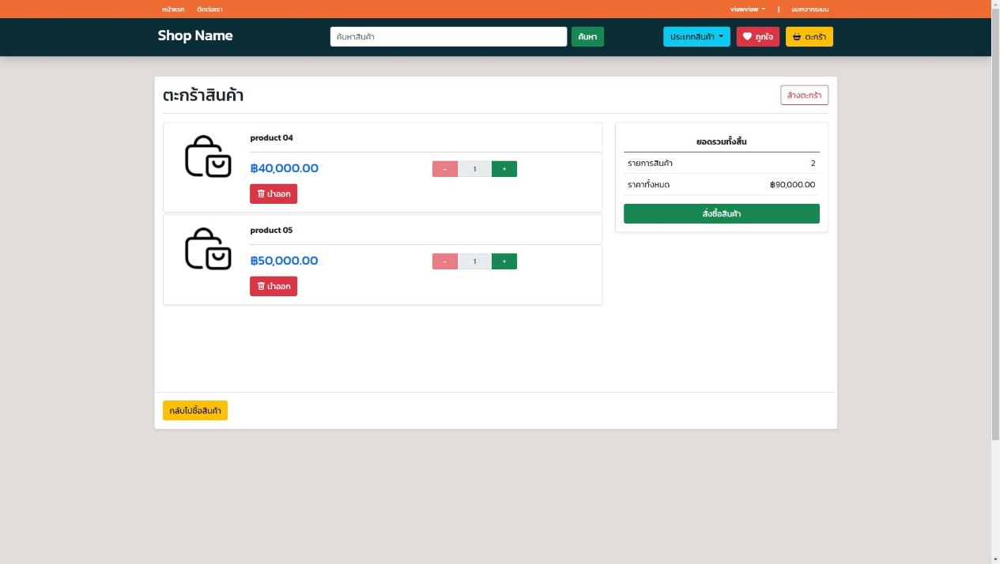 หน้าแรก ติดต่อเรา viewview | ออกจากระบบ
Shop Name ค้นหาสินค้า ค้นหา ประเภทสินค้า ถูกใจ ตะกร้า
ตะกร้าสินค้า ล้างตะกร้า
product 04
฿40,000.00 - 1 +
นำออก
product 05
฿50,000.00 - 1 +
นำออก
ยอดรวมทั้งสิ้น
รายการสินค้า 2
ราคาทั้งหมด ฿90,000.00
สั่งซื้อสินค้า
กลับไปซื้อสินค้า